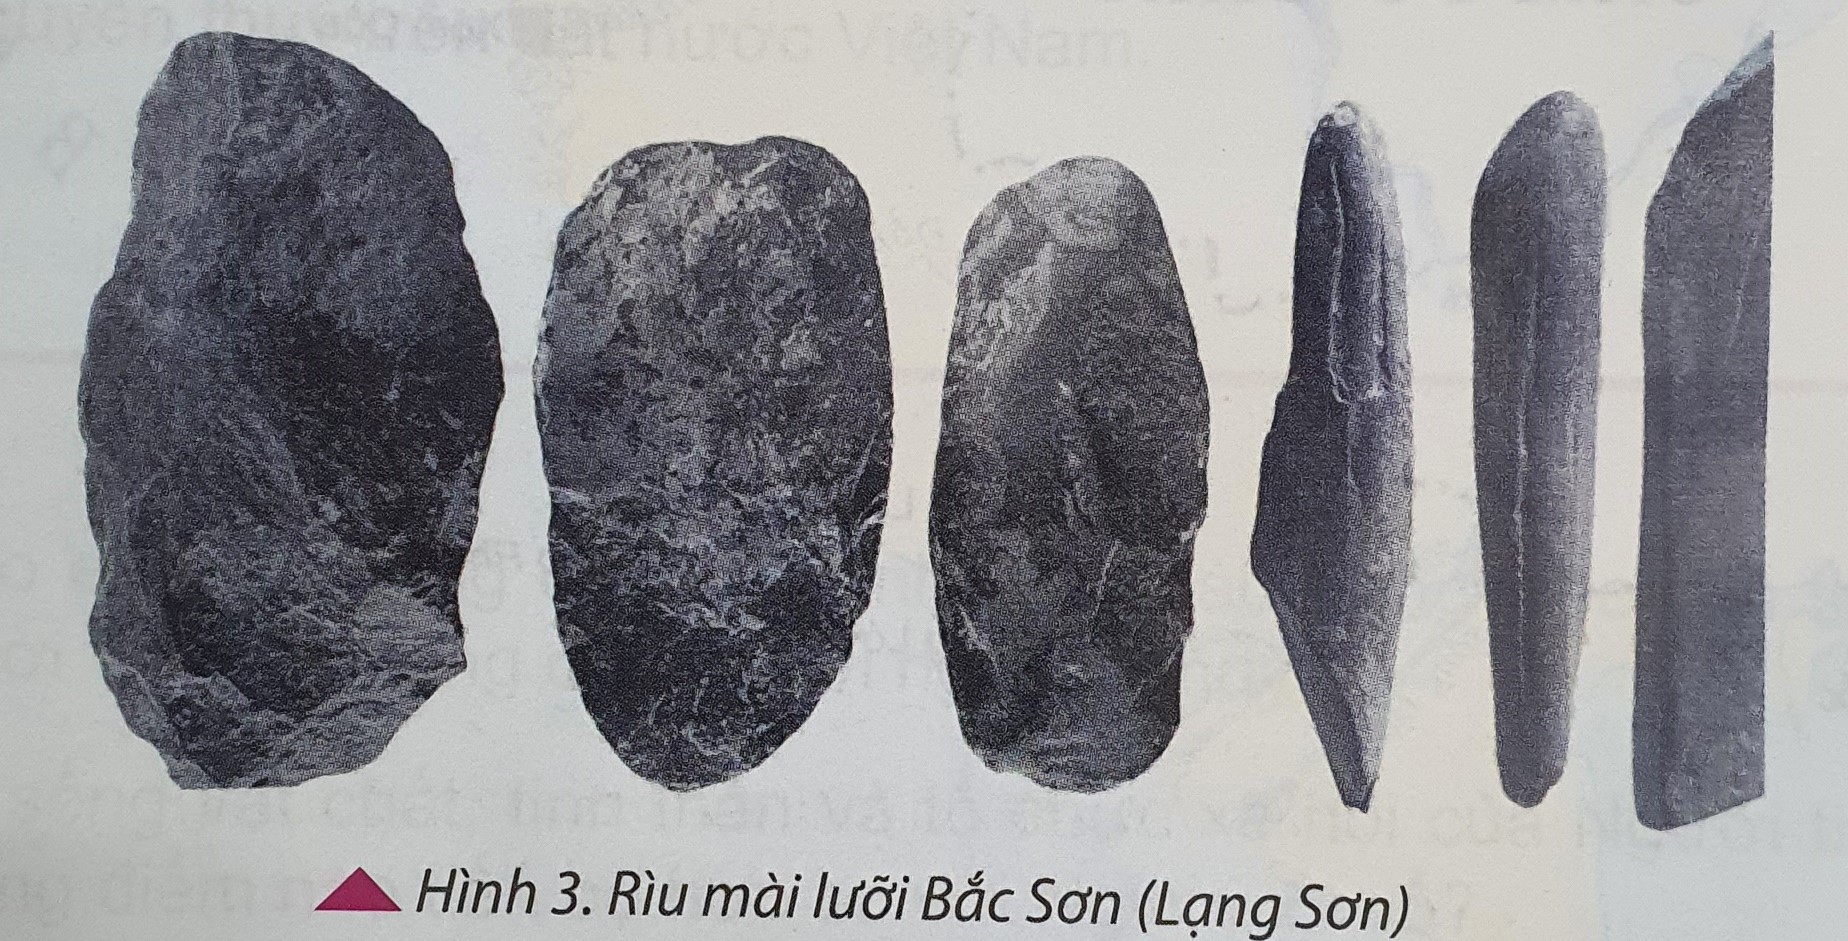 Hình 3. Rìu mài lưỡi Bắc Sơn (Lạng Sơn)